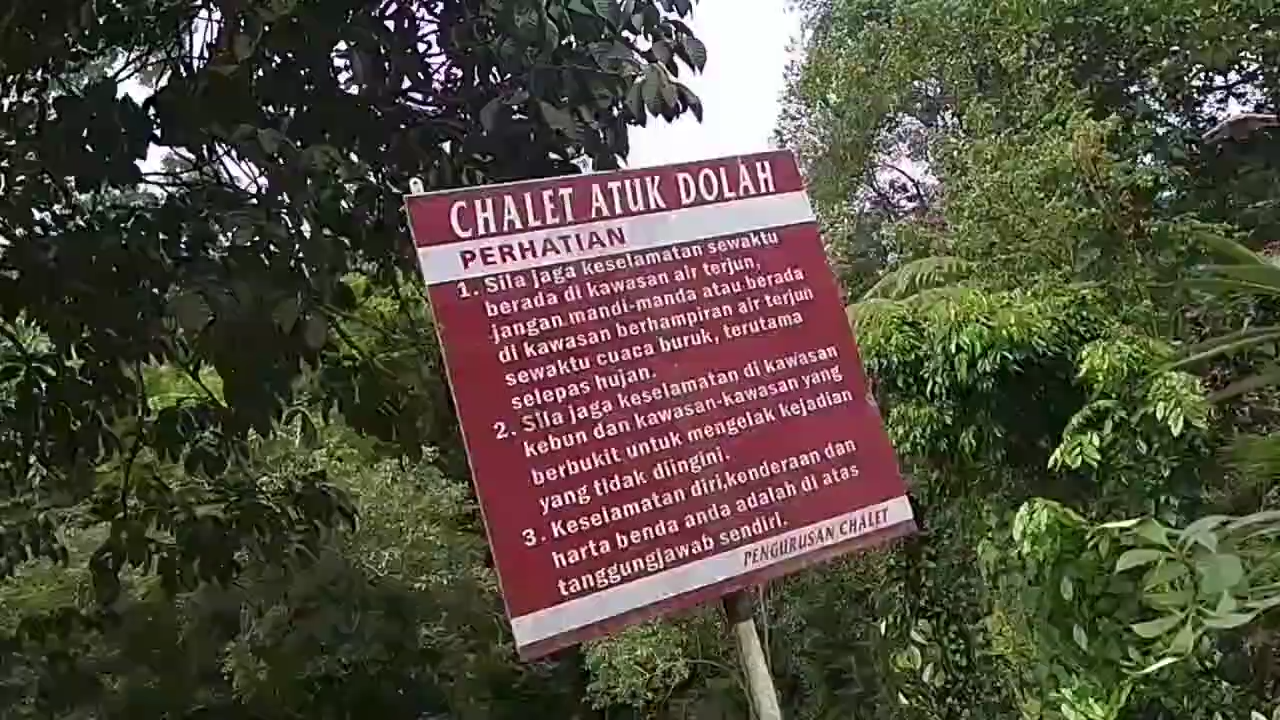 CHALET ATUK DOLAH
PERHATIAN
1. Sila jaga keselamatan sewaktu
berada di kawasan air terjun,
jangan mandi-manda atau berada
di kawasan berhampiran air terjun
sewaktu cuaca buruk, terutama
selepas hujan.
2. Sila jaga keselamatan di kawasan
kebun dan kawasan-kawasan yang
berbukit untuk mengelak kejadian
yang tidak diingini.
3. Keselamatan diri,kenderaan dan
harta benda anda adalah di atas
tanggungjawab sendiri.
PENGURUSAN CHALET